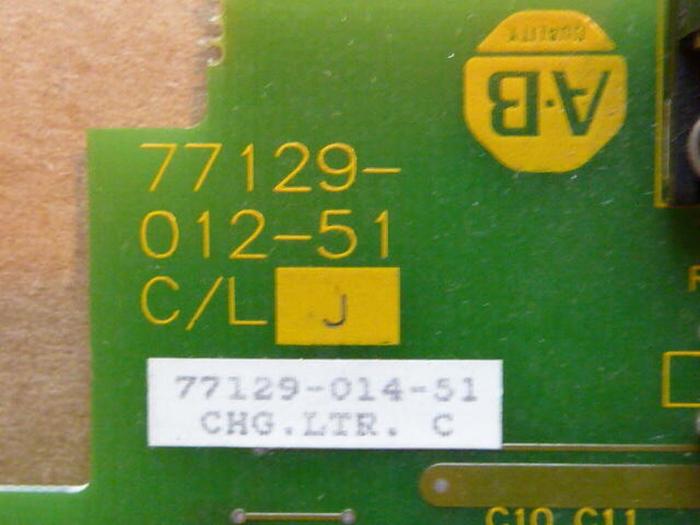 QUALITY
A·B
77129-
012-51
C/L J
77129-014-51
CHG.LTR. C
C10 C11